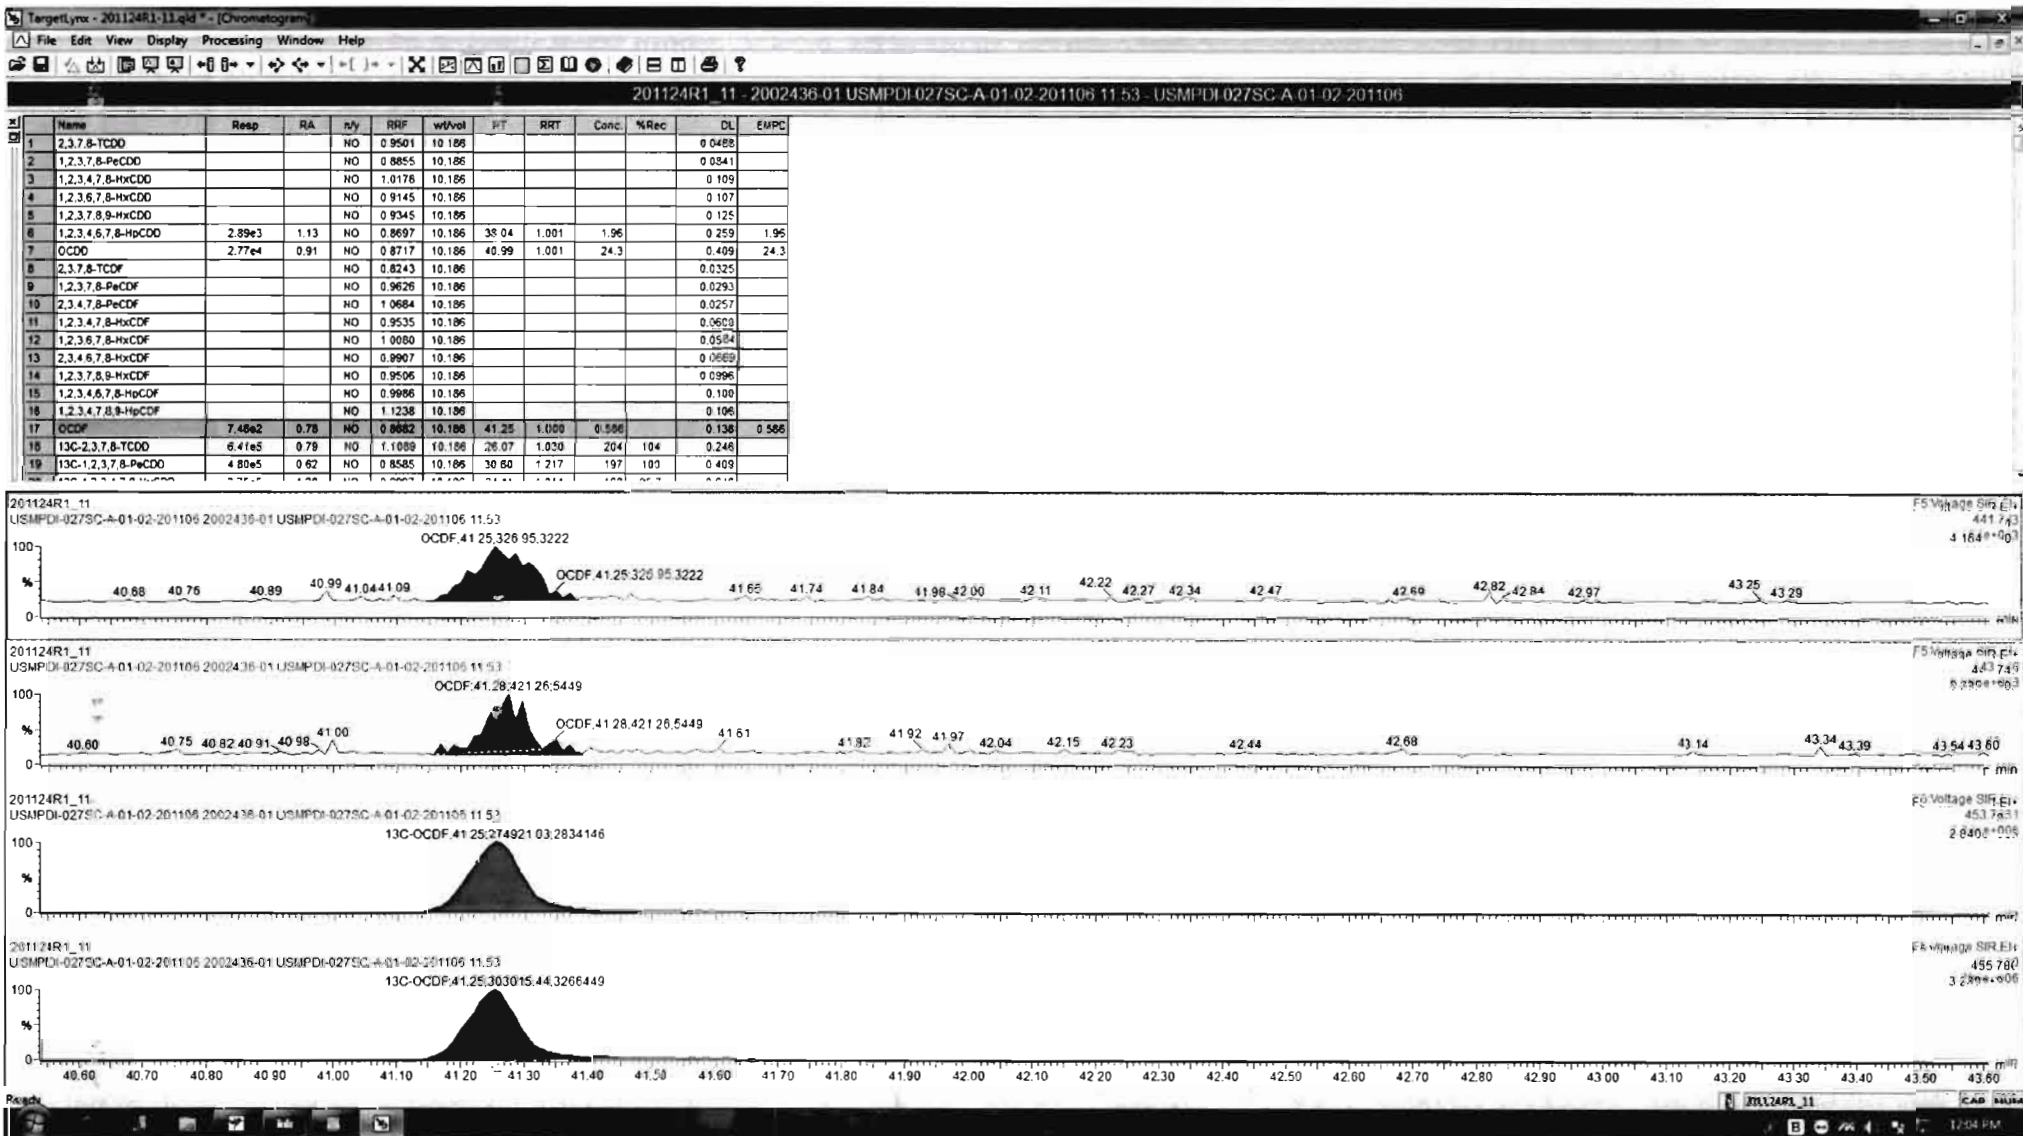 TargetLynx - 201124R1-11.qld * - [Chromatogram]
File Edit View Display Processing Window Help
201124R1_11 - 2002436-01 USMPDI-027SC-A-01-02-201106 11.53 - USMPDI-027SC-A-01-02-201106
Name Resp RA n/y RRF wt/vol RT RRT Conc. %Rec DL EMPC
1 2,3,7,8-TCDD NO 0.9501 10.186 0.0488
2 1,2,3,7,8-PeCDD NO 0.8855 10.186 0.0841
3 1,2,3,4,7,8-HxCDD NO 1.0178 10.186 0.109
4 1,2,3,6,7,8-HxCDD NO 0.9145 10.186 0.107
5 1,2,3,7,8,9-HxCDD NO 0.9345 10.186 0.125
6 1,2,3,4,6,7,8-HpCDD 2.89e3 1.13 NO 0.8697 10.186 38.04 1.001 1.96 0.259 1.96
7 OCDD 2.77e4 0.91 NO 0.8717 10.186 40.99 1.001 24.3 0.409 24.3
8 2,3,7,8-TCDF NO 0.8243 10.186 0.0325
9 1,2,3,7,8-PeCDF NO 0.9626 10.186 0.0293
10 2,3,4,7,8-PeCDF NO 1.0684 10.186 0.0257
11 1,2,3,4,7,8-HxCDF NO 0.9535 10.186
12 1,2,3,6,7,8-HxCDF NO 1.0080 10.186
13 2,3,4,6,7,8-HxCDF NO 0.9907 10.186
14 1,2,3,7,8,9-HxCDF NO 0.9506 10.186 0.0996
15 1,2,3,4,6,7,8-HpCDF NO 0.9986 10.186 0.100
16 1,2,3,4,7,8,9-HpCDF NO 1.1238 10.186 0.106
17 OCDF 7.48e2 0.78 NO 0.8682 10.186 41.25 1.000 0.586 0.138 0.586
18 13C-2,3,7,8-TCDD 6.41e5 0.79 NO 1.1089 10.186 26.07 1.030 204 104 0.246
19 13C-1,2,3,7,8-PeCDD 4.80e5 0.62 NO 0.8585 10.186 30.60 1.217 197 100 0.409
201124R1_11
USMPDI-027SC-A-01-02-201106 2002436-01 USMPDI-027SC-A-01-02-201106 11.53
F5:Voltage SIR,EI+
OCDF;41.25;326.95;3222
100
%
0
40.68 40.76 40.89 40.99 41.04 41.09 OCDF;41.25;326.95;3222 41.65 41.74 41.84 41.98 42.00 42.11 42.22 42.27 42.34 42.47 42.69 42.82 42.84 42.97 43.25 43.29
min
201124R1_11
USMPDI-027SC-A-01-02-201106 2002436-01 USMPDI-027SC-A-01-02-201106 11.53
F5:Voltage SIR,EI+
OCDF;41.28;421.26;5449
100
%
0
40.60 40.75 40.82 40.91 40.98 41.00 OCDF;41.28;421.26;5449 41.61 41.82 41.92 41.97 42.04 42.15 42.23 42.44 42.68 43.14 43.34 43.39 43.54 43.60
min
201124R1_11
USMPDI-027SC-A-01-02-201106 2002436-01 USMPDI-027SC-A-01-02-201106 11.53
13C-OCDF;41.25;274921.03;2834146
100
%
0
min
201124R1_11
USMPDI-027SC-A-01-02-201106 2002436-01 USMPDI-027SC-A-01-02-201106 11.53
455.780
13C-OCDF;41.25;303015.44;3266449
100
%
0
min
40.60 40.70 40.80 40.90 41.00 41.10 41.20 41.30 41.40 41.50 41.60 41.70 41.80 41.90 42.00 42.10 42.20 42.30 42.40 42.50 42.60 42.70 42.80 42.90 43.00 43.10 43.20 43.30 43.40 43.50 43.60
Ready 201124R1_11 CAP NUM
12:04 PM